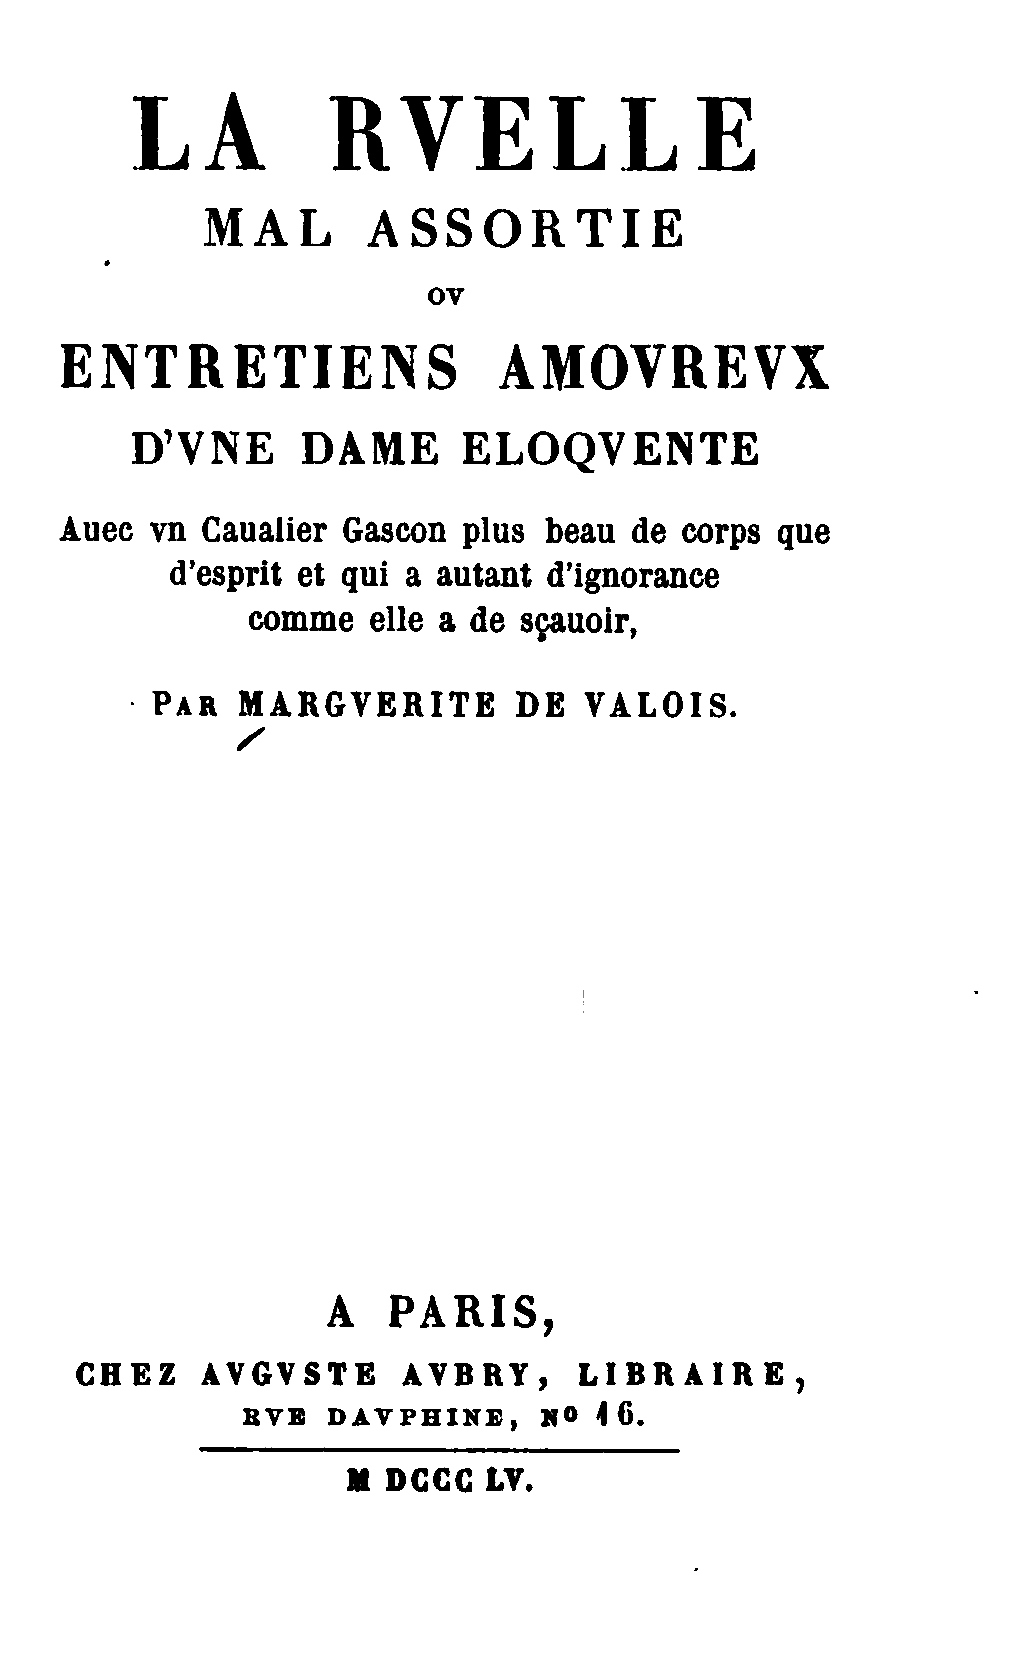 LA RVELLE
MAL ASSORTIE
OV
ENTRETIENS AMOVREVX
D'VNE DAME ELOQVENTE
Auec vn Caualier Gascon plus beau de corps que
d'esprit et qui a autant d'ignorance
comme elle a de sçauoir,
PAR MARGVERITE DE VALOIS.
A PARIS,
CHEZ AVGVSTE AVBRY, LIBRAIRE,
RVE DAVPHINE, Nº 16.
M DCCC LV.